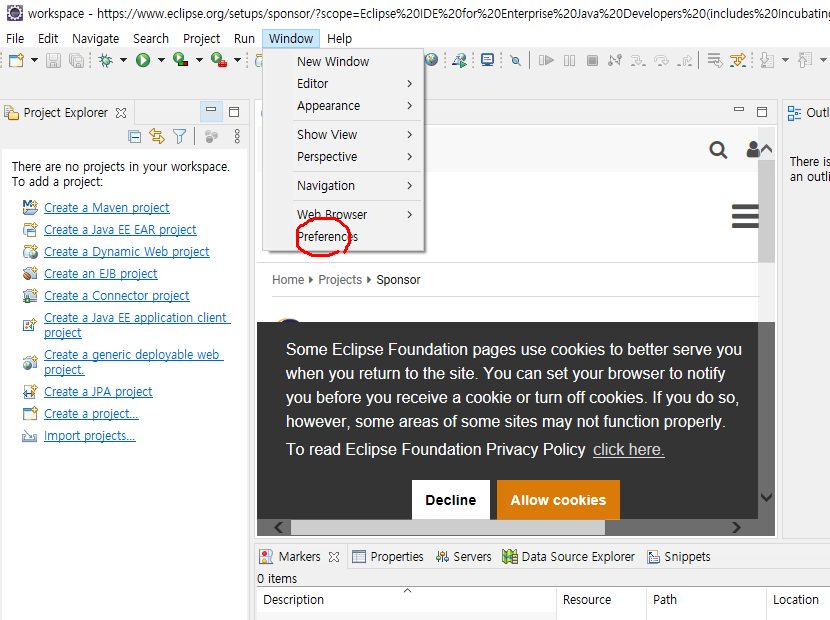 workspace - https://www.eclipse.org/setups/sponsor/?scope=Eclipse%20IDE%20for%20Enterprise%20Java%20Developers%20(includes%20Incubating
File Edit Navigate Search Project Run Window Help
New Window
Editor
Appearance
Show View
Perspective
Navigation
Web Browser
Preferences
Project Explorer
There are no projects in your workspace.
To add a project:
Create a Maven project
Create a Java EE EAR project
Create a Dynamic Web project
Create an EJB project
Create a Connector project
Create a Java EE application client
project
Create a generic deployable web
project.
Create a JPA project
Create a project...
Import projects...
Home Projects Sponsor
Some Eclipse Foundation pages use cookies to better serve you
when you return to the site. You can set your browser to notify
you before you receive a cookie or turn off cookies. If you do so,
however, some areas of some sites may not function properly.
To read Eclipse Foundation Privacy Policy click here.
Decline Allow cookies
There is
an outli
Markers Properties Servers Data Source Explorer Snippets
0 items
Description Resource Path Location